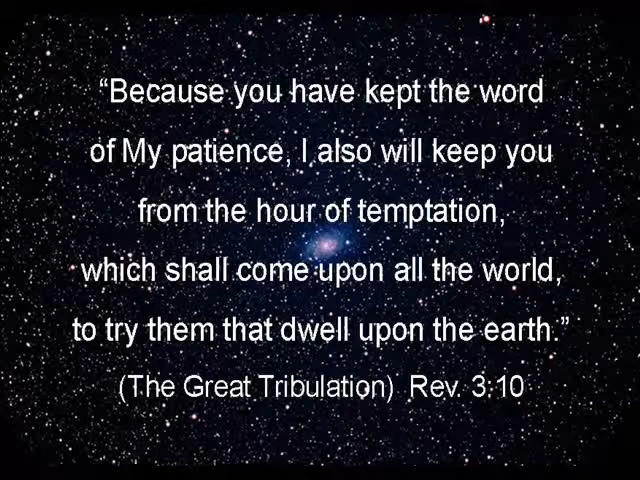 “Because you have kept the word
of My patience, I also will keep you
from the hour of temptation,
which shall come upon all the world,
to try them that dwell upon the earth.”
(The Great Tribulation) Rev. 3:10